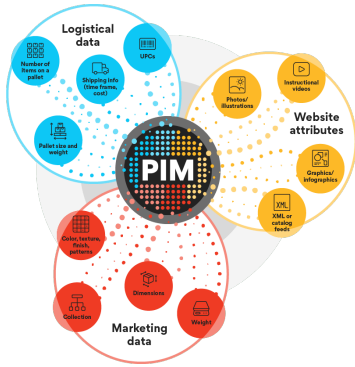 Logistical
data
Number of
items on a
pallet
Shipping info
(time frame,
cost)
UPCs
Pallet size and
weight
PIM
Website
attributes
Photos/
illustrations
Instructional
videos
Graphics/
infographics
XML
XML or
catalog
feeds
Color, texture,
finish,
patterns
Collection
Dimensions
Weight
Marketing
data